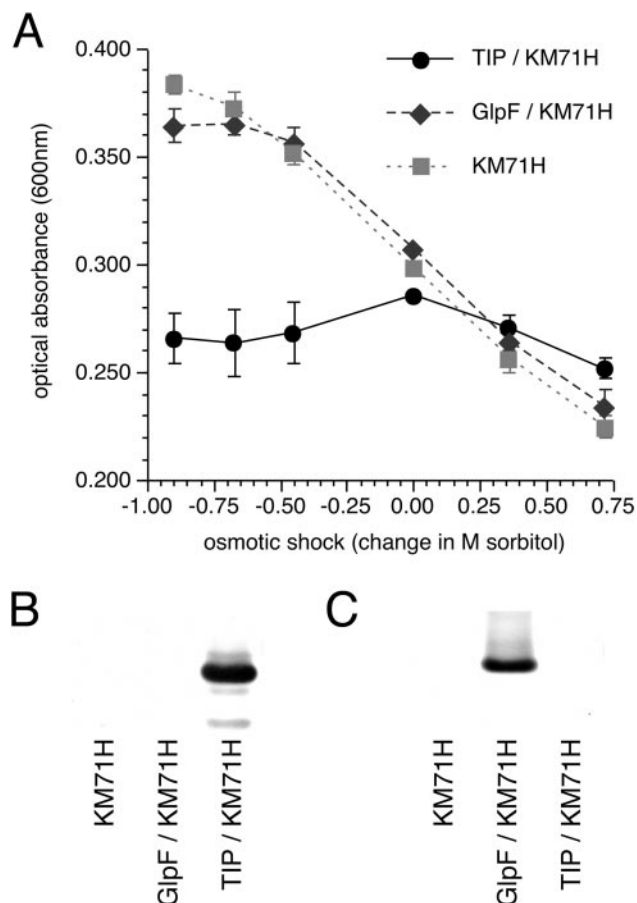 A
0.400
0.350
0.300
0.250
0.200
optical absorbance (600nm)
TIP / KM71H
GlpF / KM71H
KM71H
-1.00 -0.75 -0.50 -0.25 0.00 0.25 0.50 0.75
osmotic shock (change in M sorbitol)
B
KM71H
GlpF / KM71H
TIP / KM71H
C
KM71H
GlpF / KM71H
TIP / KM71H